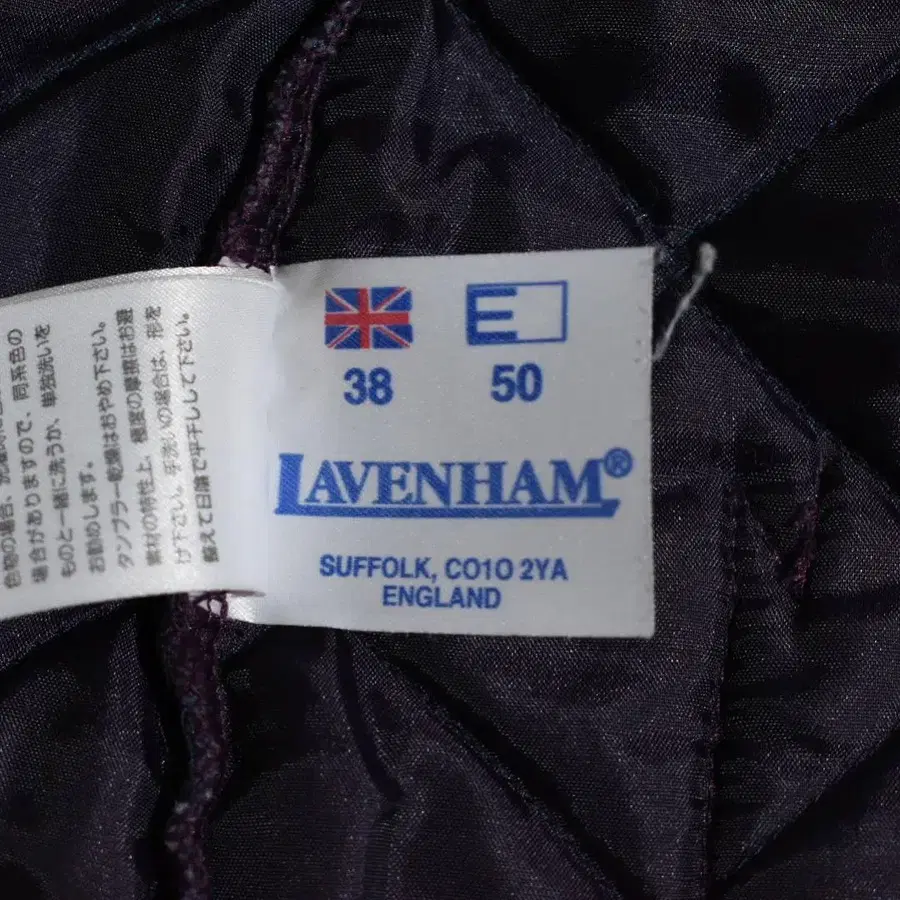 色物の場合、
場合がありますので、同系色の
ものと一緒に洗うか、単独洗いを
お勧めします。
タンブラー乾燥はおやめ下さい。
素材の特性上、極度の摩擦はお避
け下さい。手洗いの場合は、形を
整えて日陰で平干しして下さい。
E
38 50
LAVENHAM®
SUFFOLK, CO10 2YA
ENGLAND